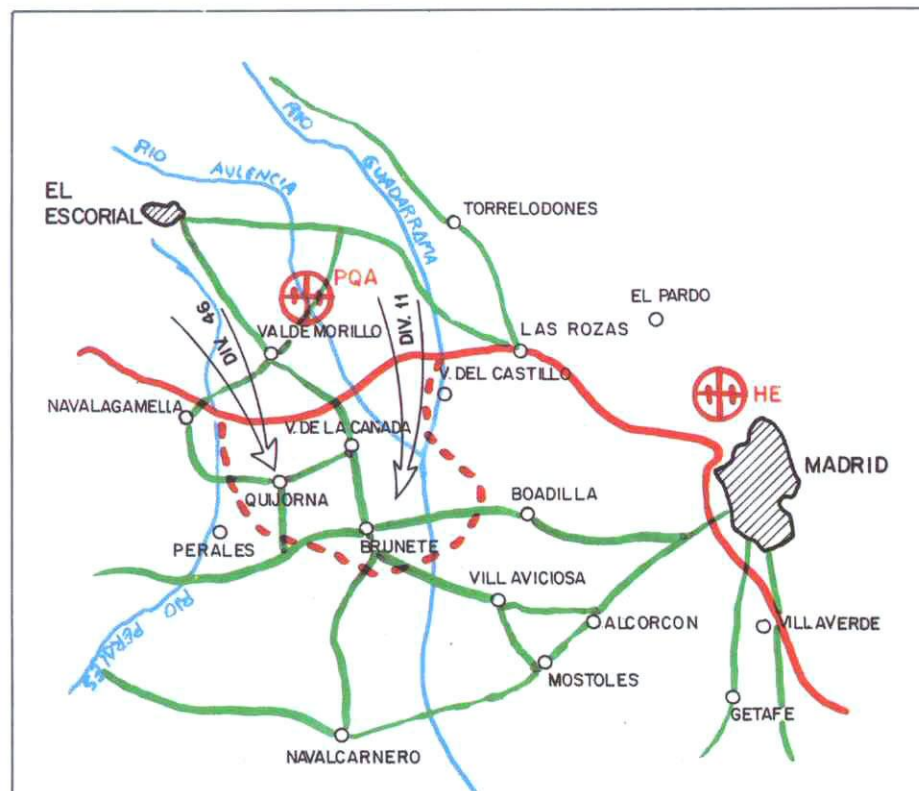 RIO
AULENCIA
RIO
GUADARRAMA
EL
ESCORIAL
TORRELODONES
PQA
EL PARDO
DIV. 46
DIV. 11
VALDEMORILLO
LAS ROZAS
V. DEL CASTILLO
HE
NAVALAGAMELLA
V. DE LA CAÑADA
MADRID
QUIJORNA
BOADILLA
PERALES
BRUNETE
VILLAVICIOSA
RIO PERALES
ALCORCON
VILLAVERDE
MOSTOLES
GETAFE
NAVALCARNERO